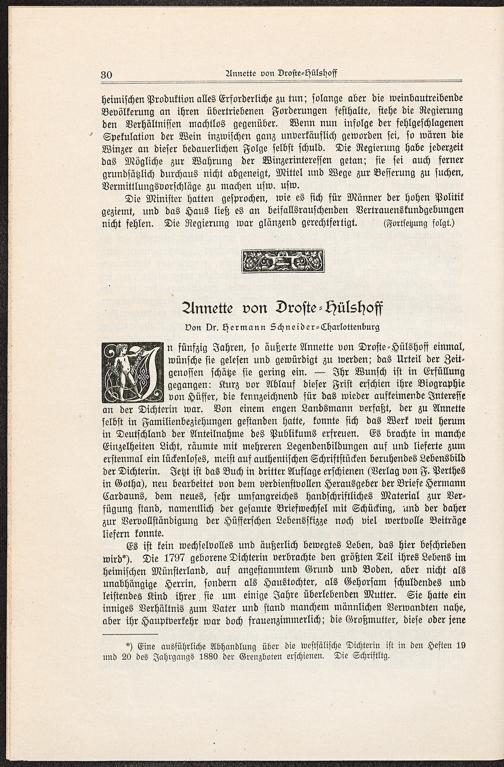 30
Annette von Droste-Hülshoff
heimischen Produktion alles Erforderliche zu tun; solange aber die weinbautreibende
Bevölkerung an ihren übertriebenen Forderungen festhalte, stehe die Regierung
den Verhältnissen machtlos gegenüber. Wenn nun infolge der fehlgeschlagenen
Spekulation der Wein inzwischen ganz unverkäuflich geworden sei, so wären die
Winzer an dieser bedauerlichen Folge selbst schuld. Die Regierung habe jederzeit
das Mögliche zur Wahrung der Winzerinteressen getan; sie sei auch ferner
grundsätzlich durchaus nicht abgeneigt, Mittel und Wege zur Besserung zu suchen,
Vermittlungsvorschläge zu machen usw. usw.
Die Minister hatten gesprochen, wie es sich für Männer der hohen Politik
geziemt, und das Haus ließ es an beifallsrauschenden Vertrauenskundgebungen
nicht fehlen. Die Regierung war glänzend gerechtfertigt. (Fortsetzung folgt.)
Annette von Droste-Hülshoff
Von Dr. Hermann Schneider-Charlottenburg
In fünfzig Jahren, so äußerte Annette von Droste-Hülshoff einmal,
wünsche sie gelesen und gewürdigt zu werden; das Urteil der Zeit-
genossen schätze sie gering ein. — Ihr Wunsch ist in Erfüllung
gegangen: Kurz vor Ablauf dieser Frist erschien ihre Biographie
von Hüffer, die kennzeichnend für das wieder aufkeimende Interesse
an der Dichterin war. Von einem engen Landsmann verfaßt, der zu Annette
selbst in Familienbeziehungen gestanden hatte, konnte sich das Werk weit herum
in Deutschland der Anteilnahme des Publikums erfreuen. Es brachte in manche
Einzelheiten Licht, räumte mit mehreren Legendenbildungen auf und lieferte zum
erstenmal ein lückenloses, meist auf authentischen Schriftstücken beruhendes Lebensbild
der Dichterin. Jetzt ist das Buch in dritter Auflage erschienen (Verlag von F. Perthes
in Gotha), neu bearbeitet von dem verdienstvollen Herausgeber der Briefe Hermann
Cardauns, dem neues, sehr umfangreiches handschriftliches Material zur Ver-
fügung stand, namentlich der gesamte Briefwechsel mit Schücking, und der daher
zur Vervollständigung der Hüfferschen Lebensskizze noch viel wertvolle Beiträge
liefern konnte.
Es ist kein wechselvolles und äußerlich bewegtes Leben, das hier beschrieben
wird*). Die 1797 geborene Dichterin verbrachte den größten Teil ihres Lebens im
heimischen Münsterland, auf angestammtem Grund und Boden, aber nicht als
unabhängige Herrin, sondern als Haustochter, als Gehorsam schuldendes und
leistendes Kind ihrer sie um einige Jahre überlebenden Mutter. Sie hatte ein
inniges Verhältnis zum Vater und stand manchem männlichen Verwandten nahe,
aber ihr Hauptverkehr war doch frauenzimmerlich; die Großmutter, diese oder jene
*) Eine ausführliche Abhandlung über die westfälische Dichterin ist in den Heften 19
und 20 des Jahrgangs 1880 der Grenzboten erschienen. Die Schriftltg.